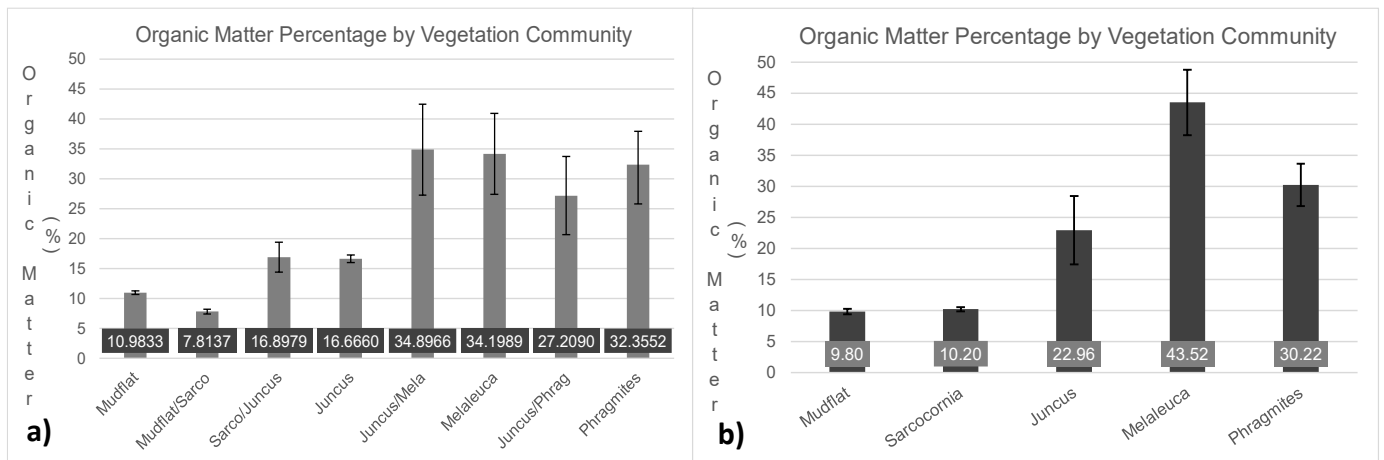 Organic Matter Percentage by Vegetation Community
Organic Matter
(%)
50
45
40
35
30
25
20
15
10
5
0
10.9833 7.8137 16.8979 16.6660 34.8966 34.1989 27.2090 32.3552
Mudflat
Mudflat/Sarco
Sarco/Juncus
Juncus
Juncus/Mela
Melaleuca
Juncus/Phrag
Phragmites
a)
Organic Matter Percentage by Vegetation Community
Organic Matter
(%)
50
45
40
35
30
25
20
15
10
5
0
9.80 10.20 22.96 43.52 30.22
Mudflat
Sarcocornia
Juncus
Melaleuca
Phragmites
b)